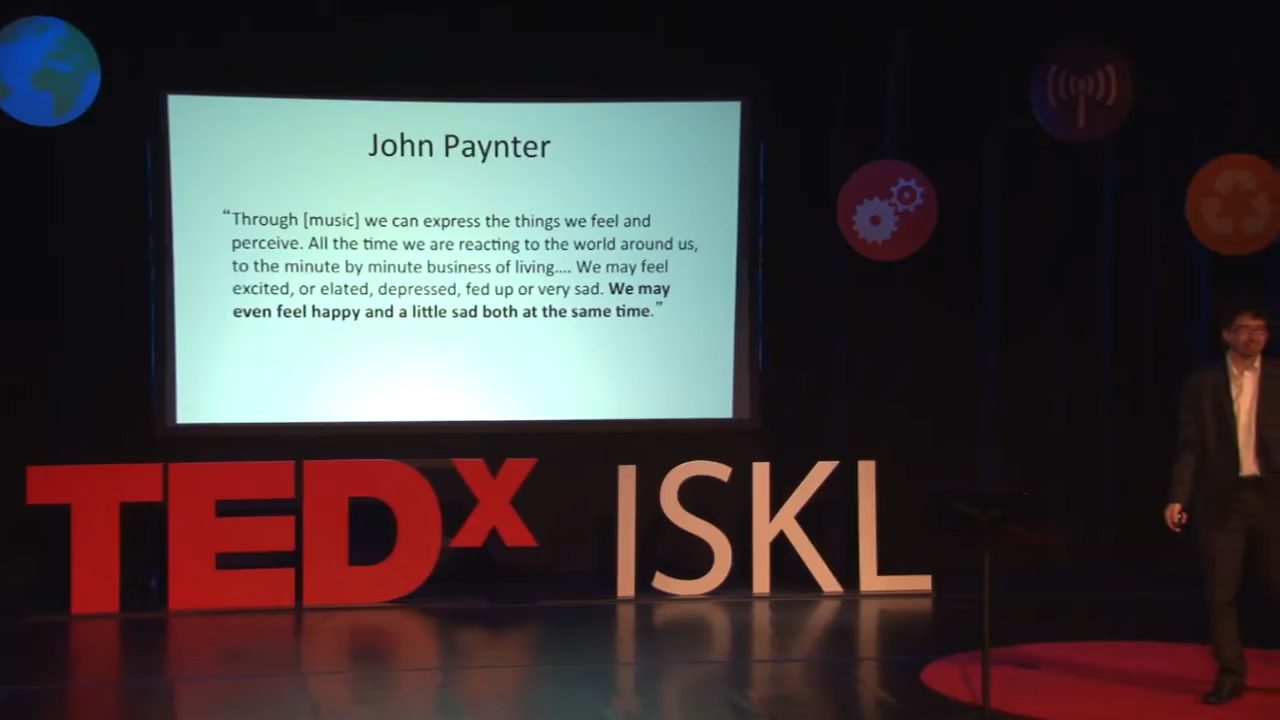 John Paynter
“Through [music] we can express the things we feel and
perceive. All the time we are reacting to the world around us,
to the minute by minute business of living.... We may feel
excited, or elated, depressed, fed up or very sad. We may
even feel happy and a little sad both at the same time.”
TEDx ISKL